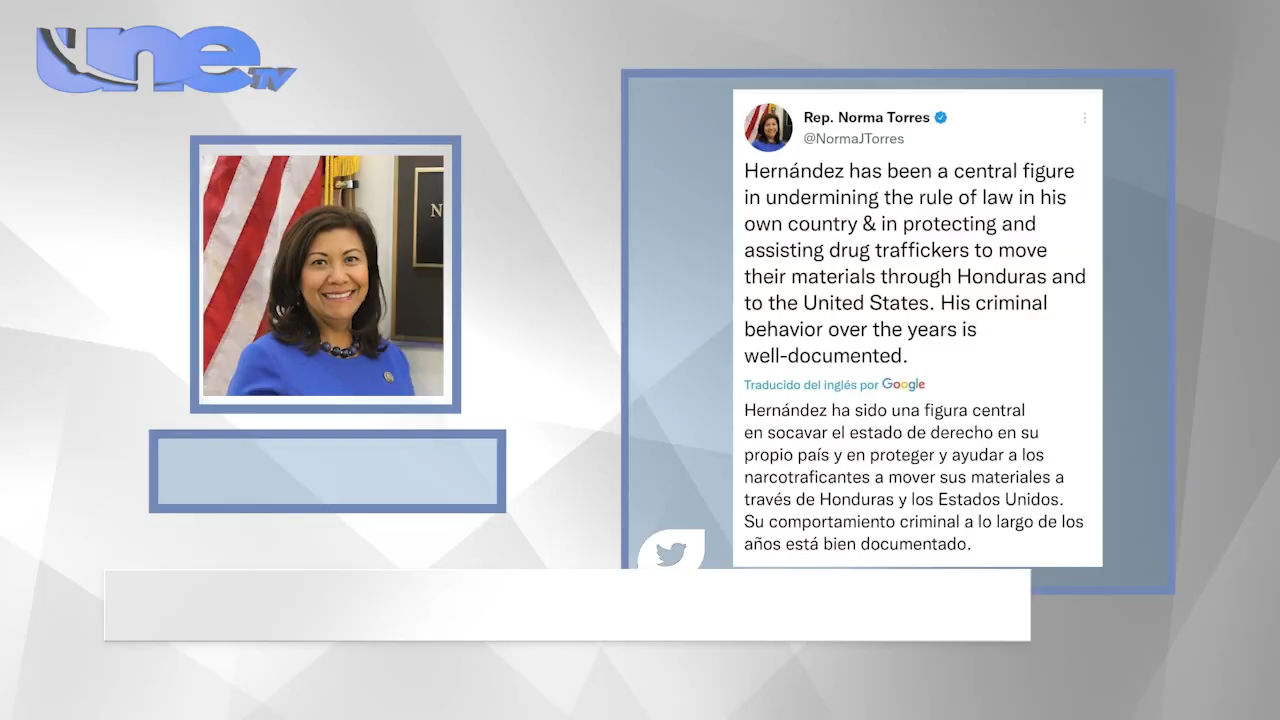 une TV
N
Rep. Norma Torres
@NormaJTorres
Hernández has been a central figure
in undermining the rule of law in his
own country & in protecting and
assisting drug traffickers to move
their materials through Honduras and
to the United States. His criminal
behavior over the years is
well-documented.
Traducido del inglés por Google
Hernández ha sido una figura central
en socavar el estado de derecho en su
propio país y en proteger y ayudar a los
narcotraficantes a mover sus materiales a
través de Honduras y los Estados Unidos.
Su comportamiento criminal a lo largo de los
años está bien documentado.